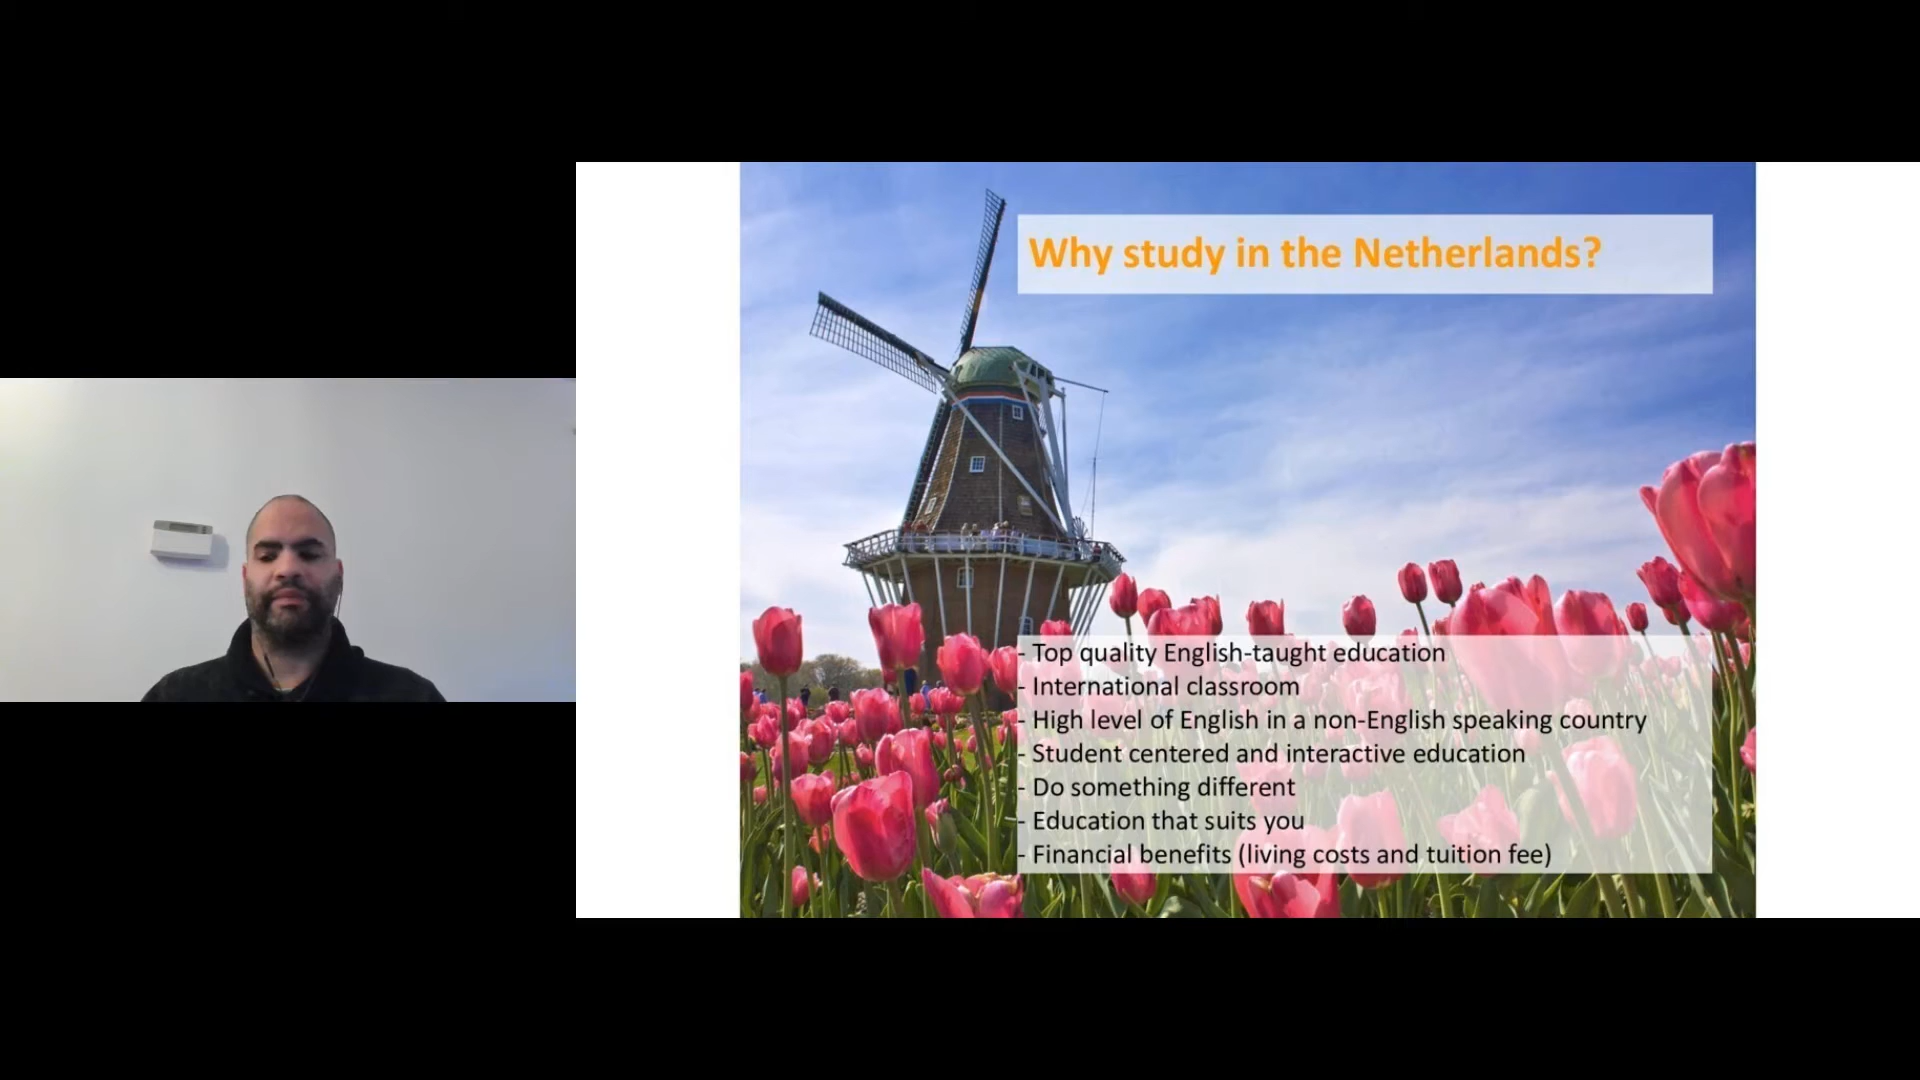 Why study in the Netherlands?
- Top quality English-taught education
- International classroom
- High level of English in a non-English speaking country
- Student centered and interactive education
- Do something different
- Education that suits you
- Financial benefits (living costs and tuition fee)